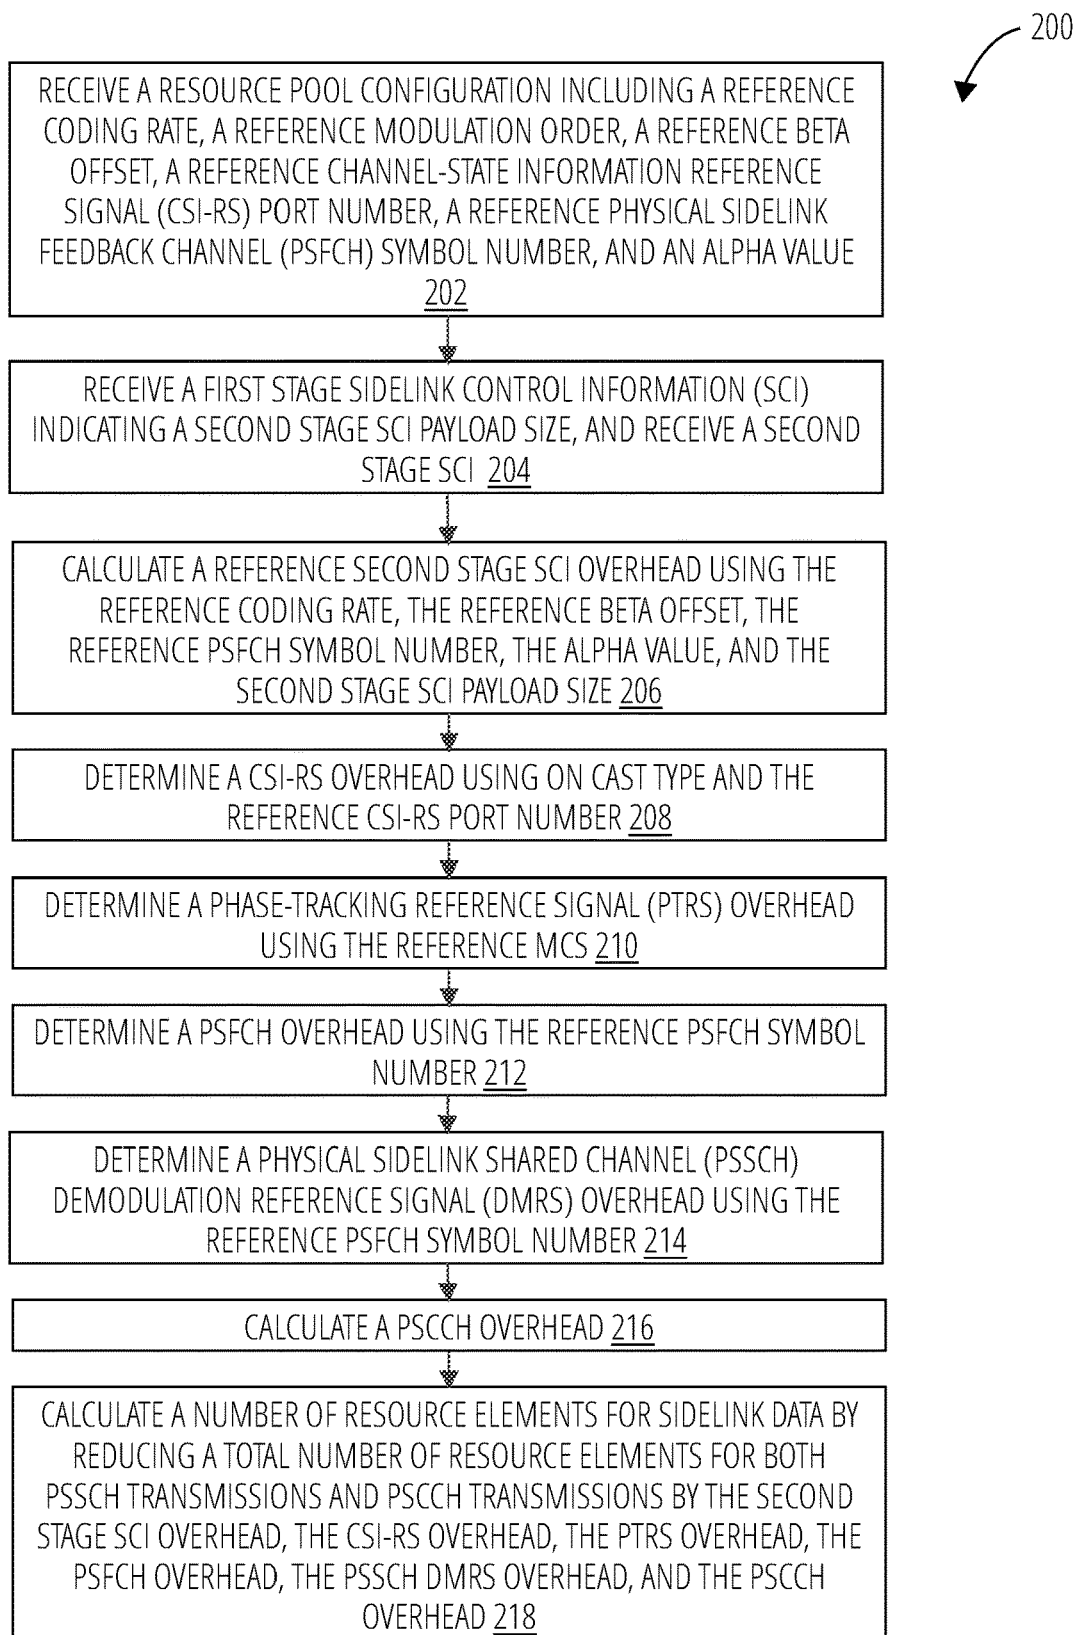 200
RECEIVE A RESOURCE POOL CONFIGURATION INCLUDING A REFERENCE
CODING RATE, A REFERENCE MODULATION ORDER, A REFERENCE BETA
OFFSET, A REFERENCE CHANNEL-STATE INFORMATION REFERENCE
SIGNAL (CSI-RS) PORT NUMBER, A REFERENCE PHYSICAL SIDELINK
FEEDBACK CHANNEL (PSFCH) SYMBOL NUMBER, AND AN ALPHA VALUE
202
RECEIVE A FIRST STAGE SIDELINK CONTROL INFORMATION (SCI)
INDICATING A SECOND STAGE SCI PAYLOAD SIZE, AND RECEIVE A SECOND
STAGE SCI 204
CALCULATE A REFERENCE SECOND STAGE SCI OVERHEAD USING THE
REFERENCE CODING RATE, THE REFERENCE BETA OFFSET, THE
REFERENCE PSFCH SYMBOL NUMBER, THE ALPHA VALUE, AND THE
SECOND STAGE SCI PAYLOAD SIZE 206
DETERMINE A CSI-RS OVERHEAD USING ON CAST TYPE AND THE
REFERENCE CSI-RS PORT NUMBER 208
DETERMINE A PHASE-TRACKING REFERENCE SIGNAL (PTRS) OVERHEAD
USING THE REFERENCE MCS 210
DETERMINE A PSFCH OVERHEAD USING THE REFERENCE PSFCH SYMBOL
NUMBER 212
DETERMINE A PHYSICAL SIDELINK SHARED CHANNEL (PSSCH)
DEMODULATION REFERENCE SIGNAL (DMRS) OVERHEAD USING THE
REFERENCE PSFCH SYMBOL NUMBER 214
CALCULATE A PSCCH OVERHEAD 216
CALCULATE A NUMBER OF RESOURCE ELEMENTS FOR SIDELINK DATA BY
REDUCING A TOTAL NUMBER OF RESOURCE ELEMENTS FOR BOTH
PSSCH TRANSMISSIONS AND PSCCH TRANSMISSIONS BY THE SECOND
STAGE SCI OVERHEAD, THE CSI-RS OVERHEAD, THE PTRS OVERHEAD, THE
PSFCH OVERHEAD, THE PSSCH DMRS OVERHEAD, AND THE PSCCH
OVERHEAD 218